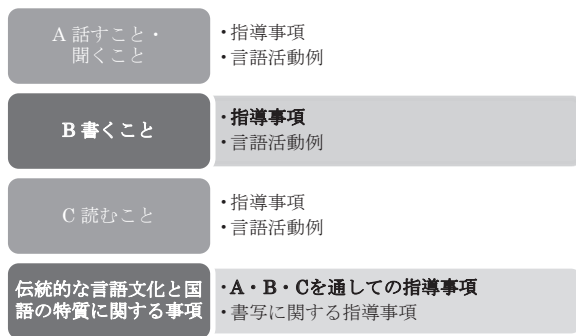 A 話すこと・
聞くこと
・指導事項
・言語活動例
B 書くこと
・指導事項
・言語活動例
C 読むこと
・指導事項
・言語活動例
伝統的な言語文化と国
語の特質に関する事項
・A・B・Cを通しての指導事項
・書写に関する指導事項